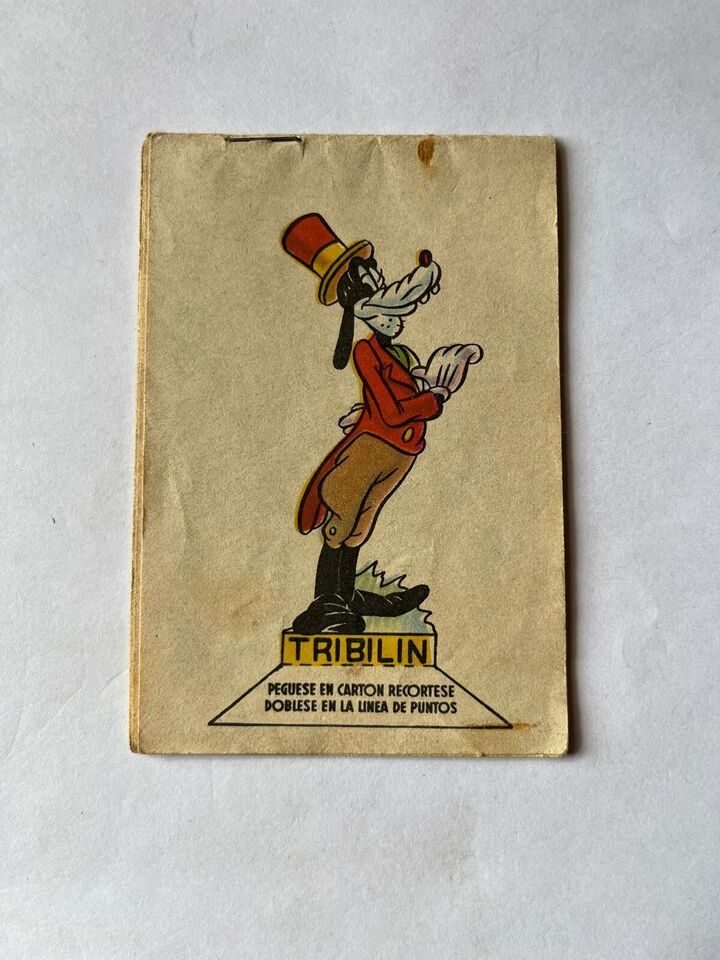 TRIBILIN
PEGUESE EN CARTON RECORTESE
DOBLESE EN LA LINEA DE PUNTOS